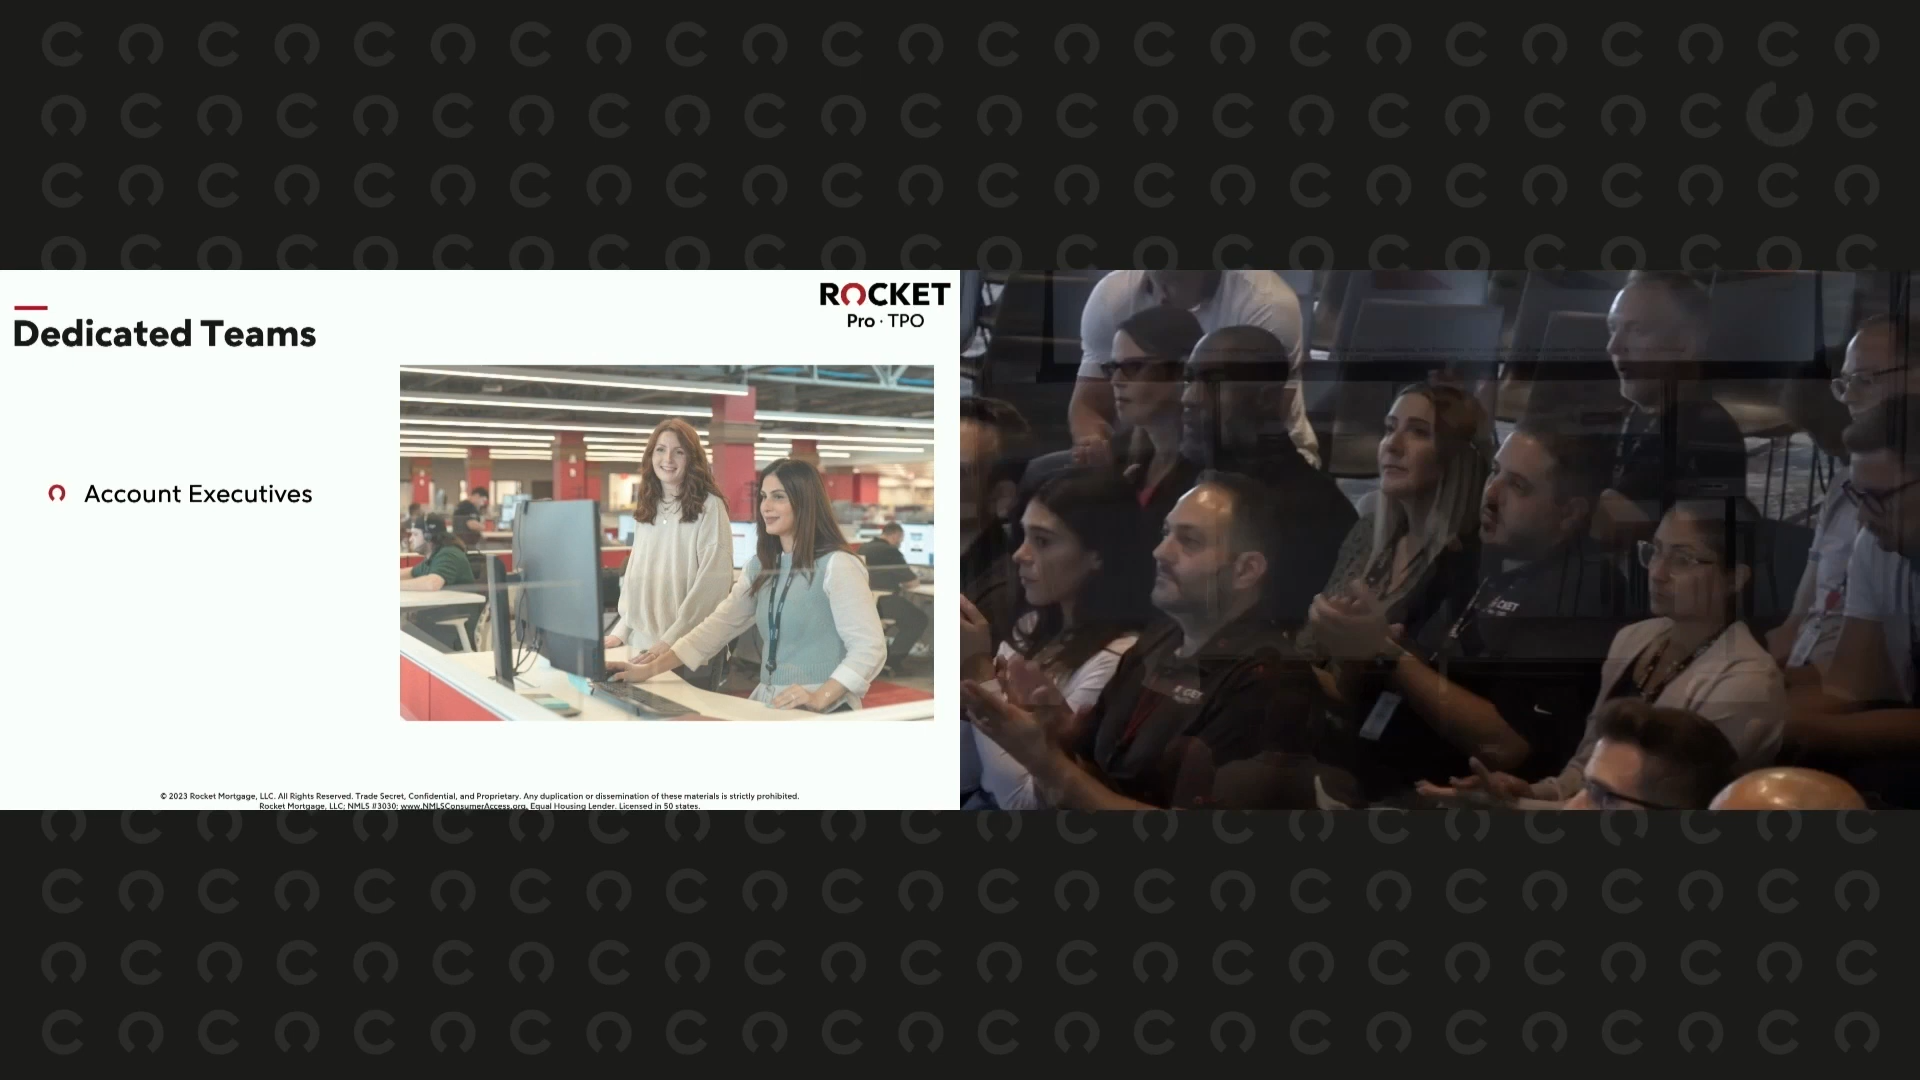 ROCKET
Pro · TPO
Dedicated Teams
Account Executives
© 2023 Rocket Mortgage, LLC. All Rights Reserved. Trade Secret, Confidential, and Proprietary. Any duplication or dissemination of these materials is strictly prohibited.
Rocket Mortgage, LLC; NMLS #3030; www.NMLSConsumerAccess.org. Equal Housing Lender. Licensed in 50 states.